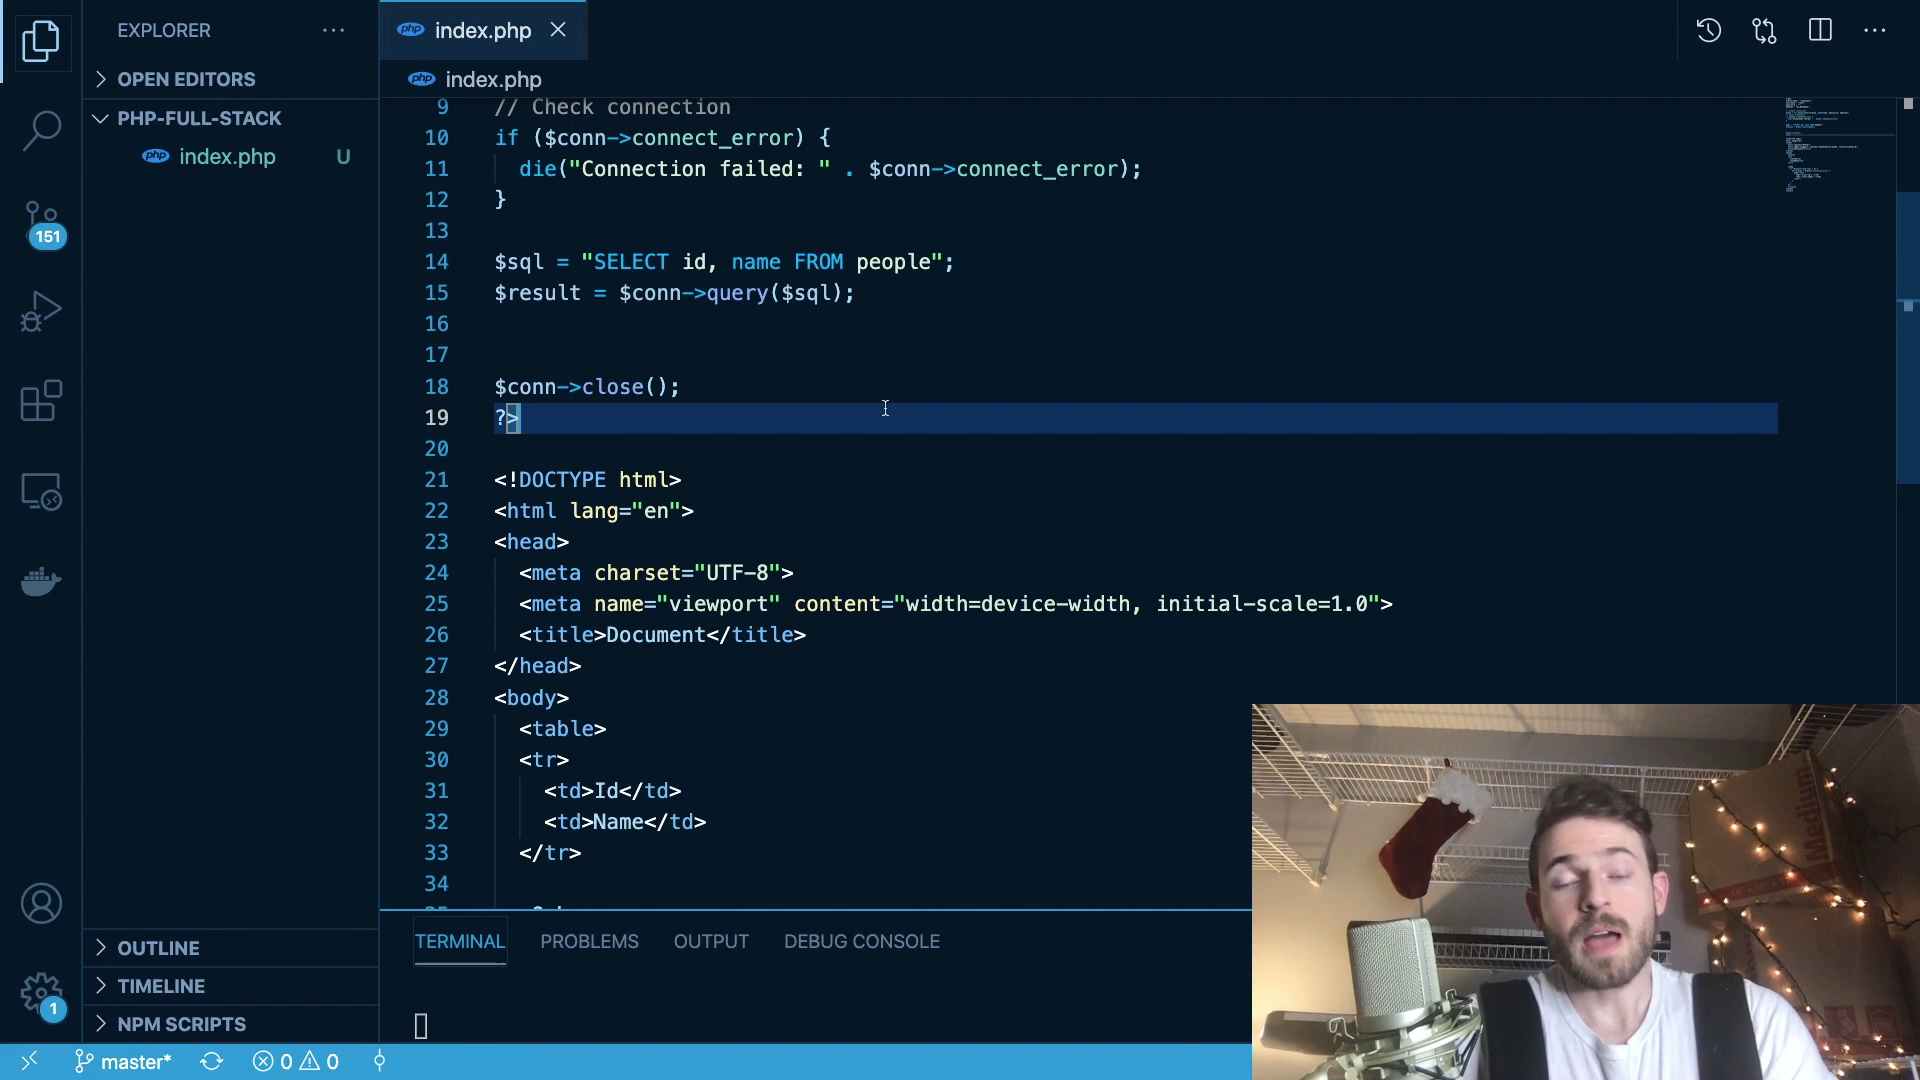 EXPLORER
OPEN EDITORS
PHP-FULL-STACK
php index.php U
151
php index.php
php index.php
9 // Check connection
10 if ($conn->connect_error) {
11 die("Connection failed: " . $conn->connect_error);
12 }
13
14 $sql = "SELECT id, name FROM people";
15 $result = $conn->query($sql);
16
17
18 $conn->close();
19 ?>
20
21 <!DOCTYPE html>
22 <html lang="en">
23 <head>
24 <meta charset="UTF-8">
25 <meta name="viewport" content="width=device-width, initial-scale=1.0">
26 <title>Document</title>
27 </head>
28 <body>
29 <table>
30 <tr>
31 <td>Id</td>
32 <td>Name</td>
33 </tr>
34
Medium
TERMINAL PROBLEMS OUTPUT DEBUG CONSOLE
OUTLINE
TIMELINE
NPM SCRIPTS
1
master* 0 0